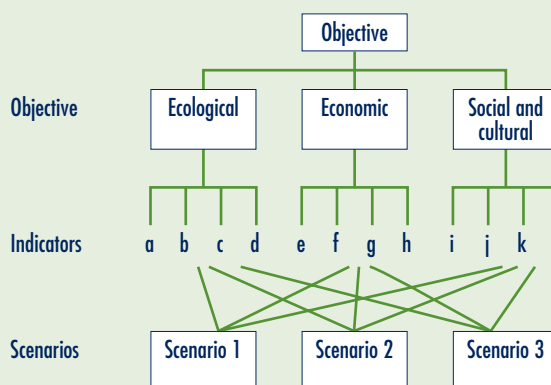 Objective
Objective Ecological Economic Social and
cultural
Indicators a b c d e f g h i j k
Scenarios Scenario 1 Scenario 2 Scenario 3